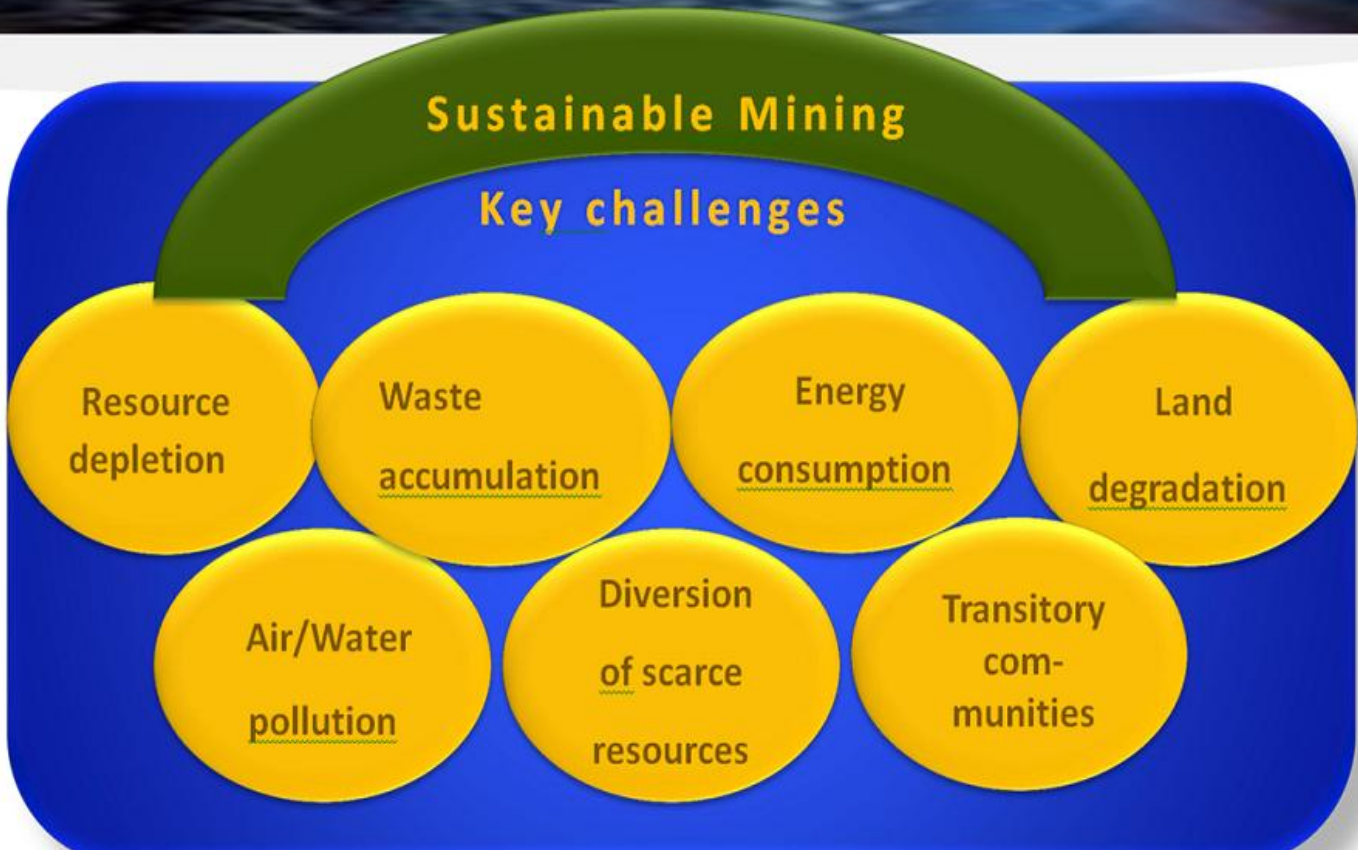 Sustainable Mining
Key challenges
Resource
depletion
Waste
accumulation
Energy
consumption
Land
degradation
Air/Water
pollution
Diversion
of scarce
resources
Transitory
com-
munities